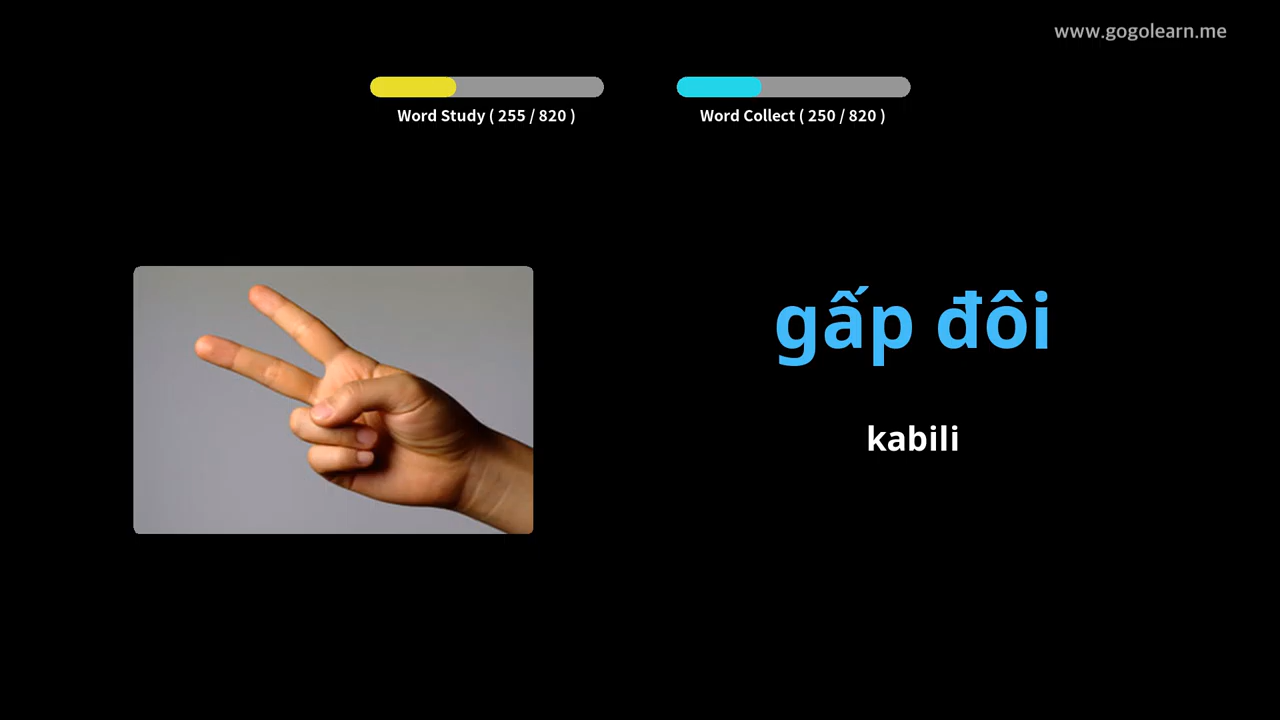 www.gogolearn.me
Word Study ( 255 / 820 )
Word Collect ( 250 / 820 )
gấp đôi
kabili